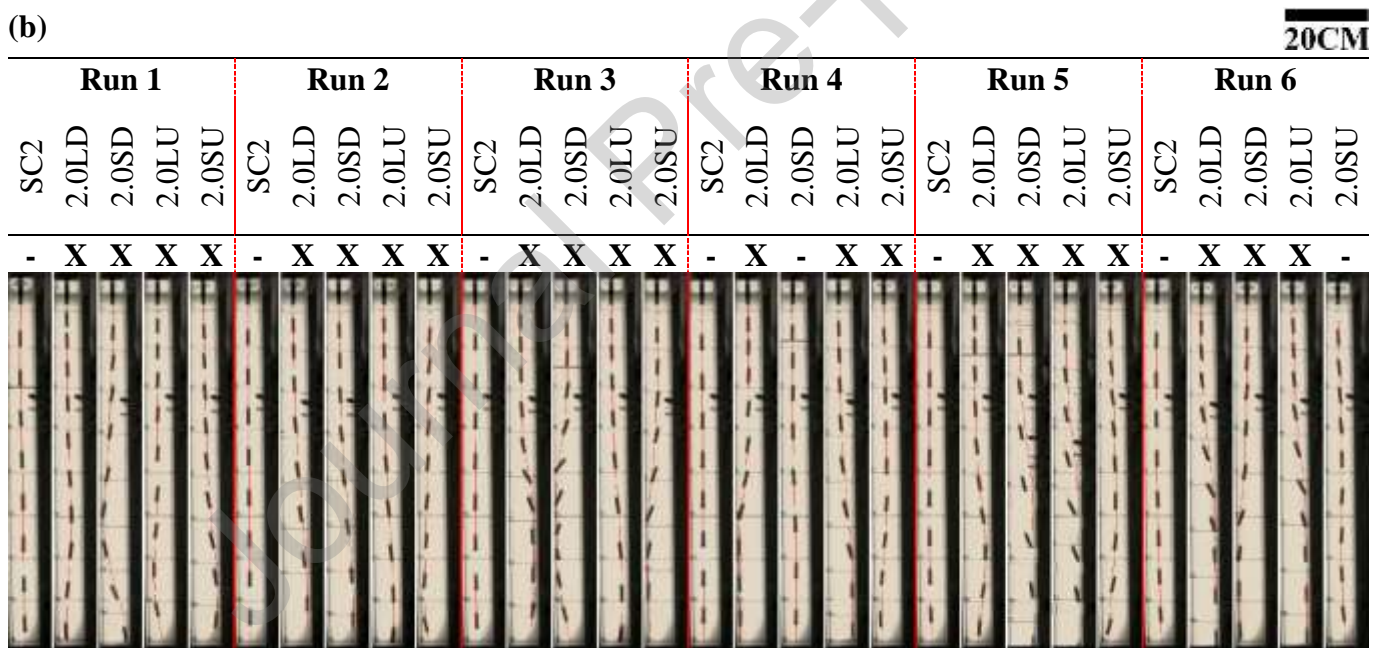 (b)
20CM
Run 1 Run 2 Run 3 Run 4 Run 5 Run 6
SC2 2.0LD 2.0SD 2.0LU 2.0SU SC2 2.0LD 2.0SD 2.0LU 2.0SU SC2 2.0LD 2.0SD 2.0LU 2.0SU SC2 2.0LD 2.0SD 2.0LU 2.0SU SC2 2.0LD 2.0SD 2.0LU 2.0SU SC2 2.0LD 2.0SD 2.0LU 2.0SU
- X X X X - X X X X - X X X X - X - X X - X X X X - X X X -
Journal Pre-